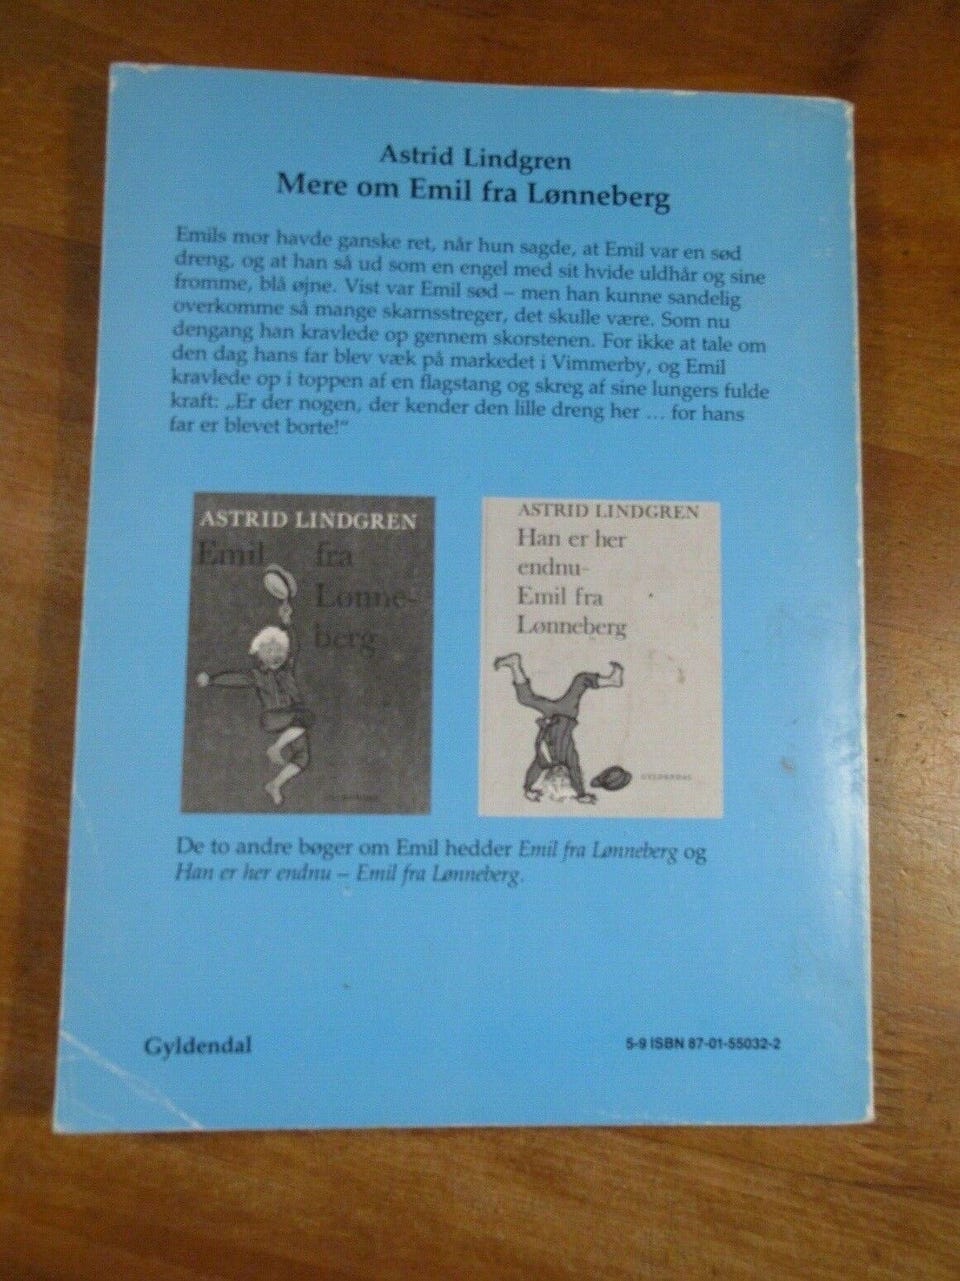 Astrid Lindgren
Mere om Emil fra Lønneberg
Emils mor havde ganske ret, når hun sagde, at Emil var en sød
dreng, og at han så ud som en engel med sit hvide uldhår og sine
fromme, blå øjne. Vist var Emil sød – men han kunne sandelig
overkomme så mange skarnsstreger, det skulle være. Som nu
dengang han kravlede op gennem skorstenen. For ikke at tale om
den dag hans far blev væk på markedet i Vimmerby, og Emil
kravlede op i toppen af en flagstang og skreg af sine lungers fulde
kraft: „Er der nogen, der kender den lille dreng her ... for hans
far er blevet borte!“
ASTRID LINDGREN
Emil fra
Lønne-
berg
GYLDENDAL
ASTRID LINDGREN
Han er her
endnu-
Emil fra
Lønneberg
GYLDENDAL
De to andre bøger om Emil hedder Emil fra Lønneberg og
Han er her endnu – Emil fra Lønneberg.
Gyldendal
5-9 ISBN 87-01-55032-2